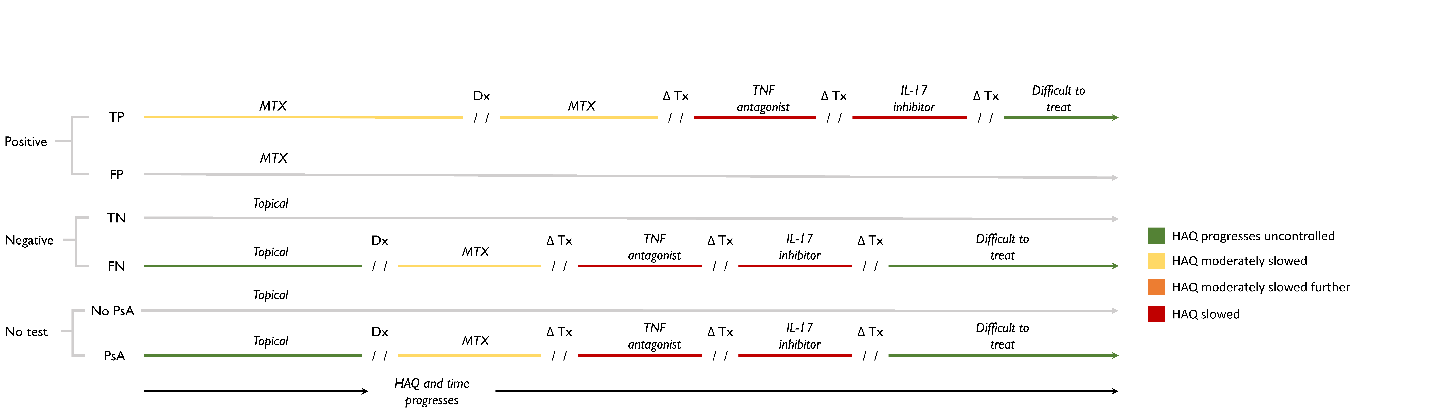 Dx Δ Tx TNF antagonist Δ Tx IL-17 inhibitor Δ Tx Difficult to treat
MTX MTX
Positive TP / / / / / / / /
MTX
FP
Topical
Negative TN
Topical Dx MTX Δ Tx TNF antagonist Δ Tx IL-17 inhibitor Δ Tx Difficult to treat
FN / / / / / / / /
Topical
No test No PsA
Topical Dx MTX Δ Tx TNF antagonist Δ Tx IL-17 inhibitor Δ Tx Difficult to treat
PsA / / / / / / / /
HAQ and time
progresses
HAQ progresses uncontrolled
HAQ moderately slowed
HAQ moderately slowed further
HAQ slowed